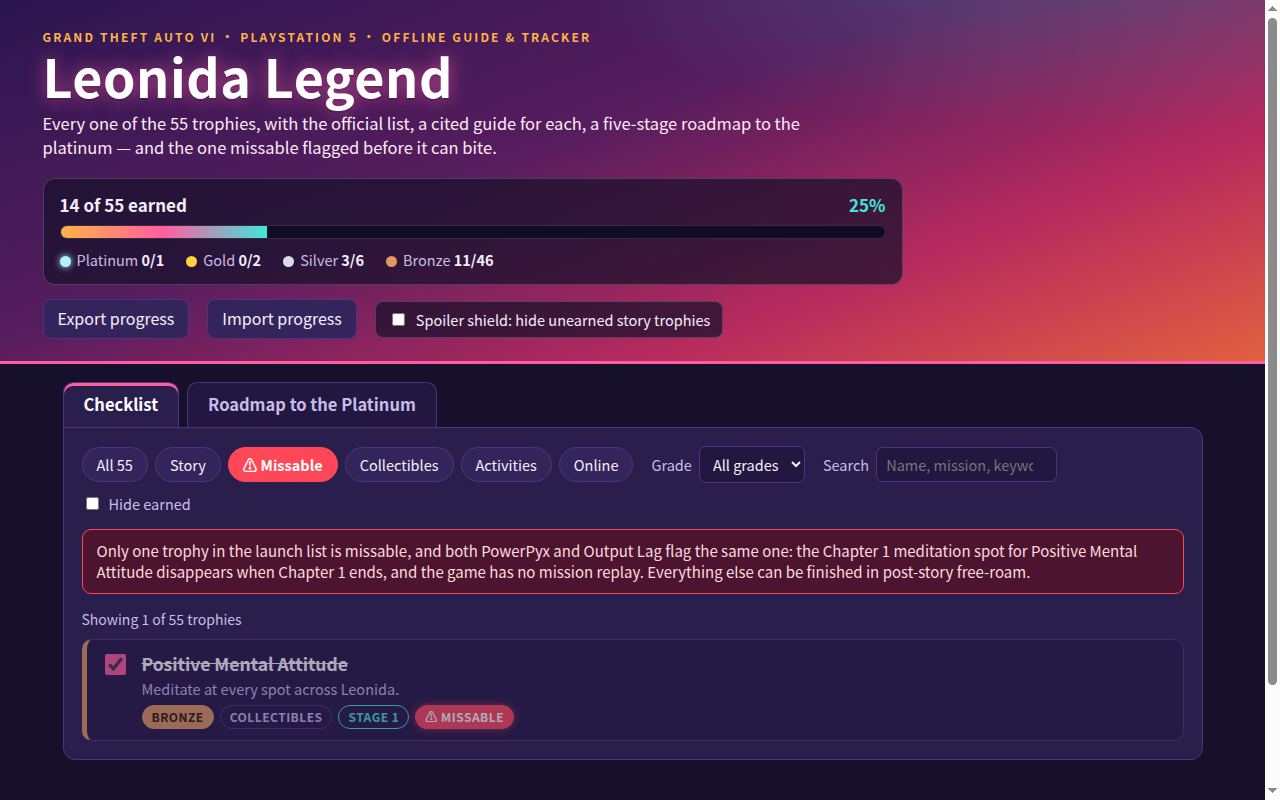 GRAND THEFT AUTO VI • PLAYSTATION 5 • OFFLINE GUIDE & TRACKER
Leonida Legend
Every one of the 55 trophies, with the official list, a cited guide for each, a five-stage roadmap to the
platinum — and the one missable flagged before it can bite.
14 of 55 earned 25%
Platinum 0/1 Gold 0/2 Silver 3/6 Bronze 11/46
Export progress Import progress Spoiler shield: hide unearned story trophies
Checklist Roadmap to the Platinum
All 55 Story ⚠ Missable Collectibles Activities Online Grade All grades Search Name, mission, keywo
Hide earned
Only one trophy in the launch list is missable, and both PowerPyx and Output Lag flag the same one: the Chapter 1 meditation spot for Positive Mental
Attitude disappears when Chapter 1 ends, and the game has no mission replay. Everything else can be finished in post-story free-roam.
Showing 1 of 55 trophies
Positive Mental Attitude
Meditate at every spot across Leonida.
BRONZE COLLECTIBLES STAGE 1 ⚠ MISSABLE